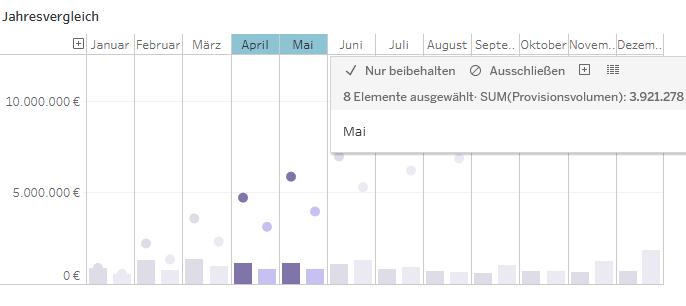 Jahresvergleich
Januar Februar März April Mai Juni Juli August Septe.. Oktober Novem.. Dezem..
Nur beibehalten Ausschließen
8 Elemente ausgewählt· SUM(Provisionsvolumen): 3.921.278
Mai
10.000.000 €
5.000.000 €
0 €